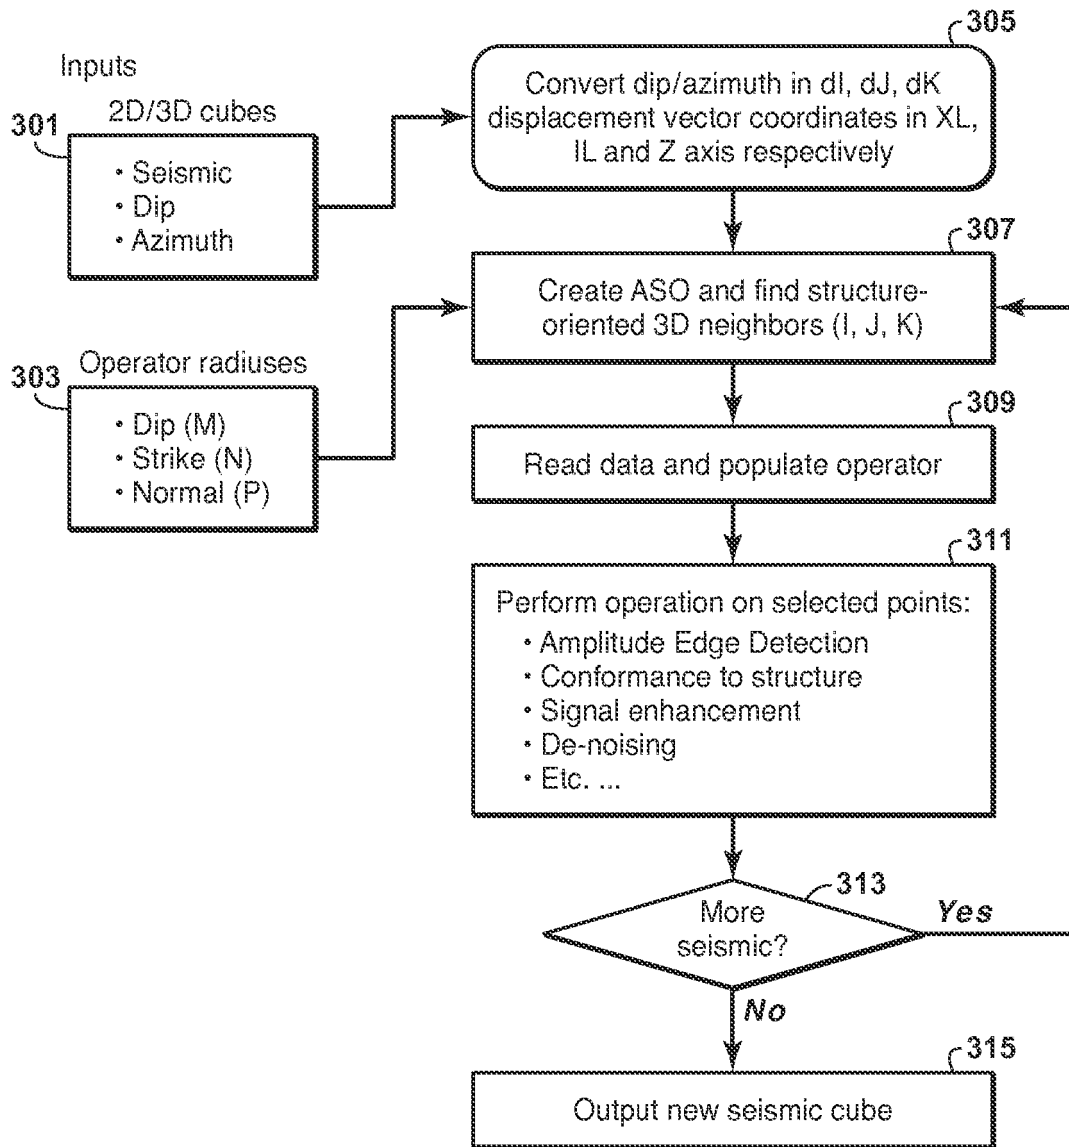 Inputs
2D/3D cubes
301
• Seismic
• Dip
• Azimuth
Operator radiuses
303
• Dip (M)
• Strike (N)
• Normal (P)
305
Convert dip/azimuth in dI, dJ, dK
displacement vector coordinates in XL,
IL and Z axis respectively
307
Create ASO and find structure-
oriented 3D neighbors (I, J, K)
309
Read data and populate operator
311
Perform operation on selected points:
• Amplitude Edge Detection
• Conformance to structure
• Signal enhancement
• De-noising
• Etc. ...
313
More
seismic?
Yes
No
315
Output new seismic cube